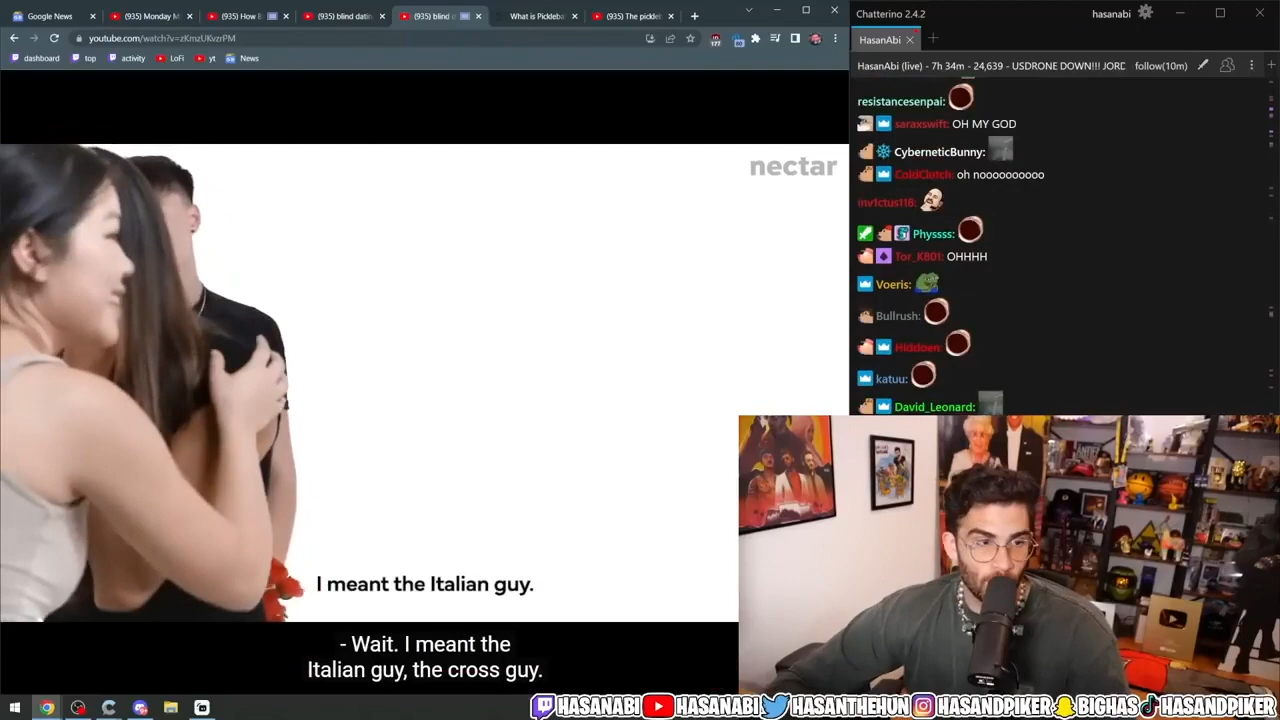 Google News
(935) Monday M
(935) How B
(935) blind datin
(935) blind d
What is Pickleba
(935) The pickle
Chatterino 2.4.2
hasanabi
youtube.com/watch?v=zKmzUKvzrPM
177
HasanAbi
dashboard
top
activity
LoFi
yt
News
HasanAbi (live) - 7h 34m - 24,639 - USDRONE DOWN!!! JORD
follow(10m)
resistancesenpai:
saraxswift: OH MY GOD
CyberneticBunny:
ColdClutch: oh noooooooooo
inv1ctus116:
Physsss:
Tor_K801: OHHHH
Voeris:
Bullrush:
Hiddoen:
katuu:
David_Leonard:
nectar
I meant the Italian guy.
- Wait. I meant the
Italian guy, the cross guy.
HASANABI
HASANABI
HASANTHEHUN
HASANDPIKER
BIGHAS
HASANDPIKER